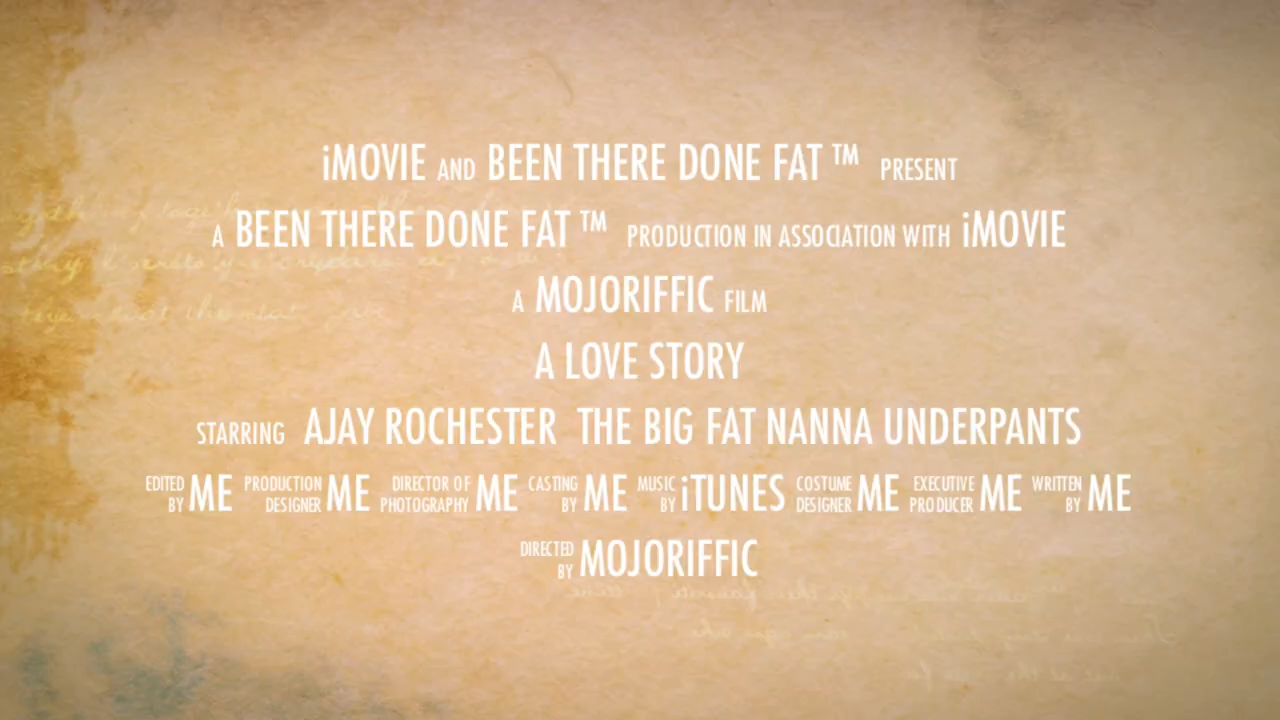 iMOVIE AND BEEN THERE DONE FAT ™ PRESENT
A BEEN THERE DONE FAT ™ PRODUCTION IN ASSOCIATION WITH iMOVIE
A MOJORIFFIC FILM
A LOVE STORY
STARRING AJAY ROCHESTER THE BIG FAT NANNA UNDERPANTS
EDITED BY ME PRODUCTION DESIGNER ME DIRECTOR OF PHOTOGRAPHY ME CASTING BY ME MUSIC BY iTUNES COSTUME DESIGNER ME EXECUTIVE PRODUCER ME WRITTEN BY ME
DIRECTED BY MOJORIFFIC